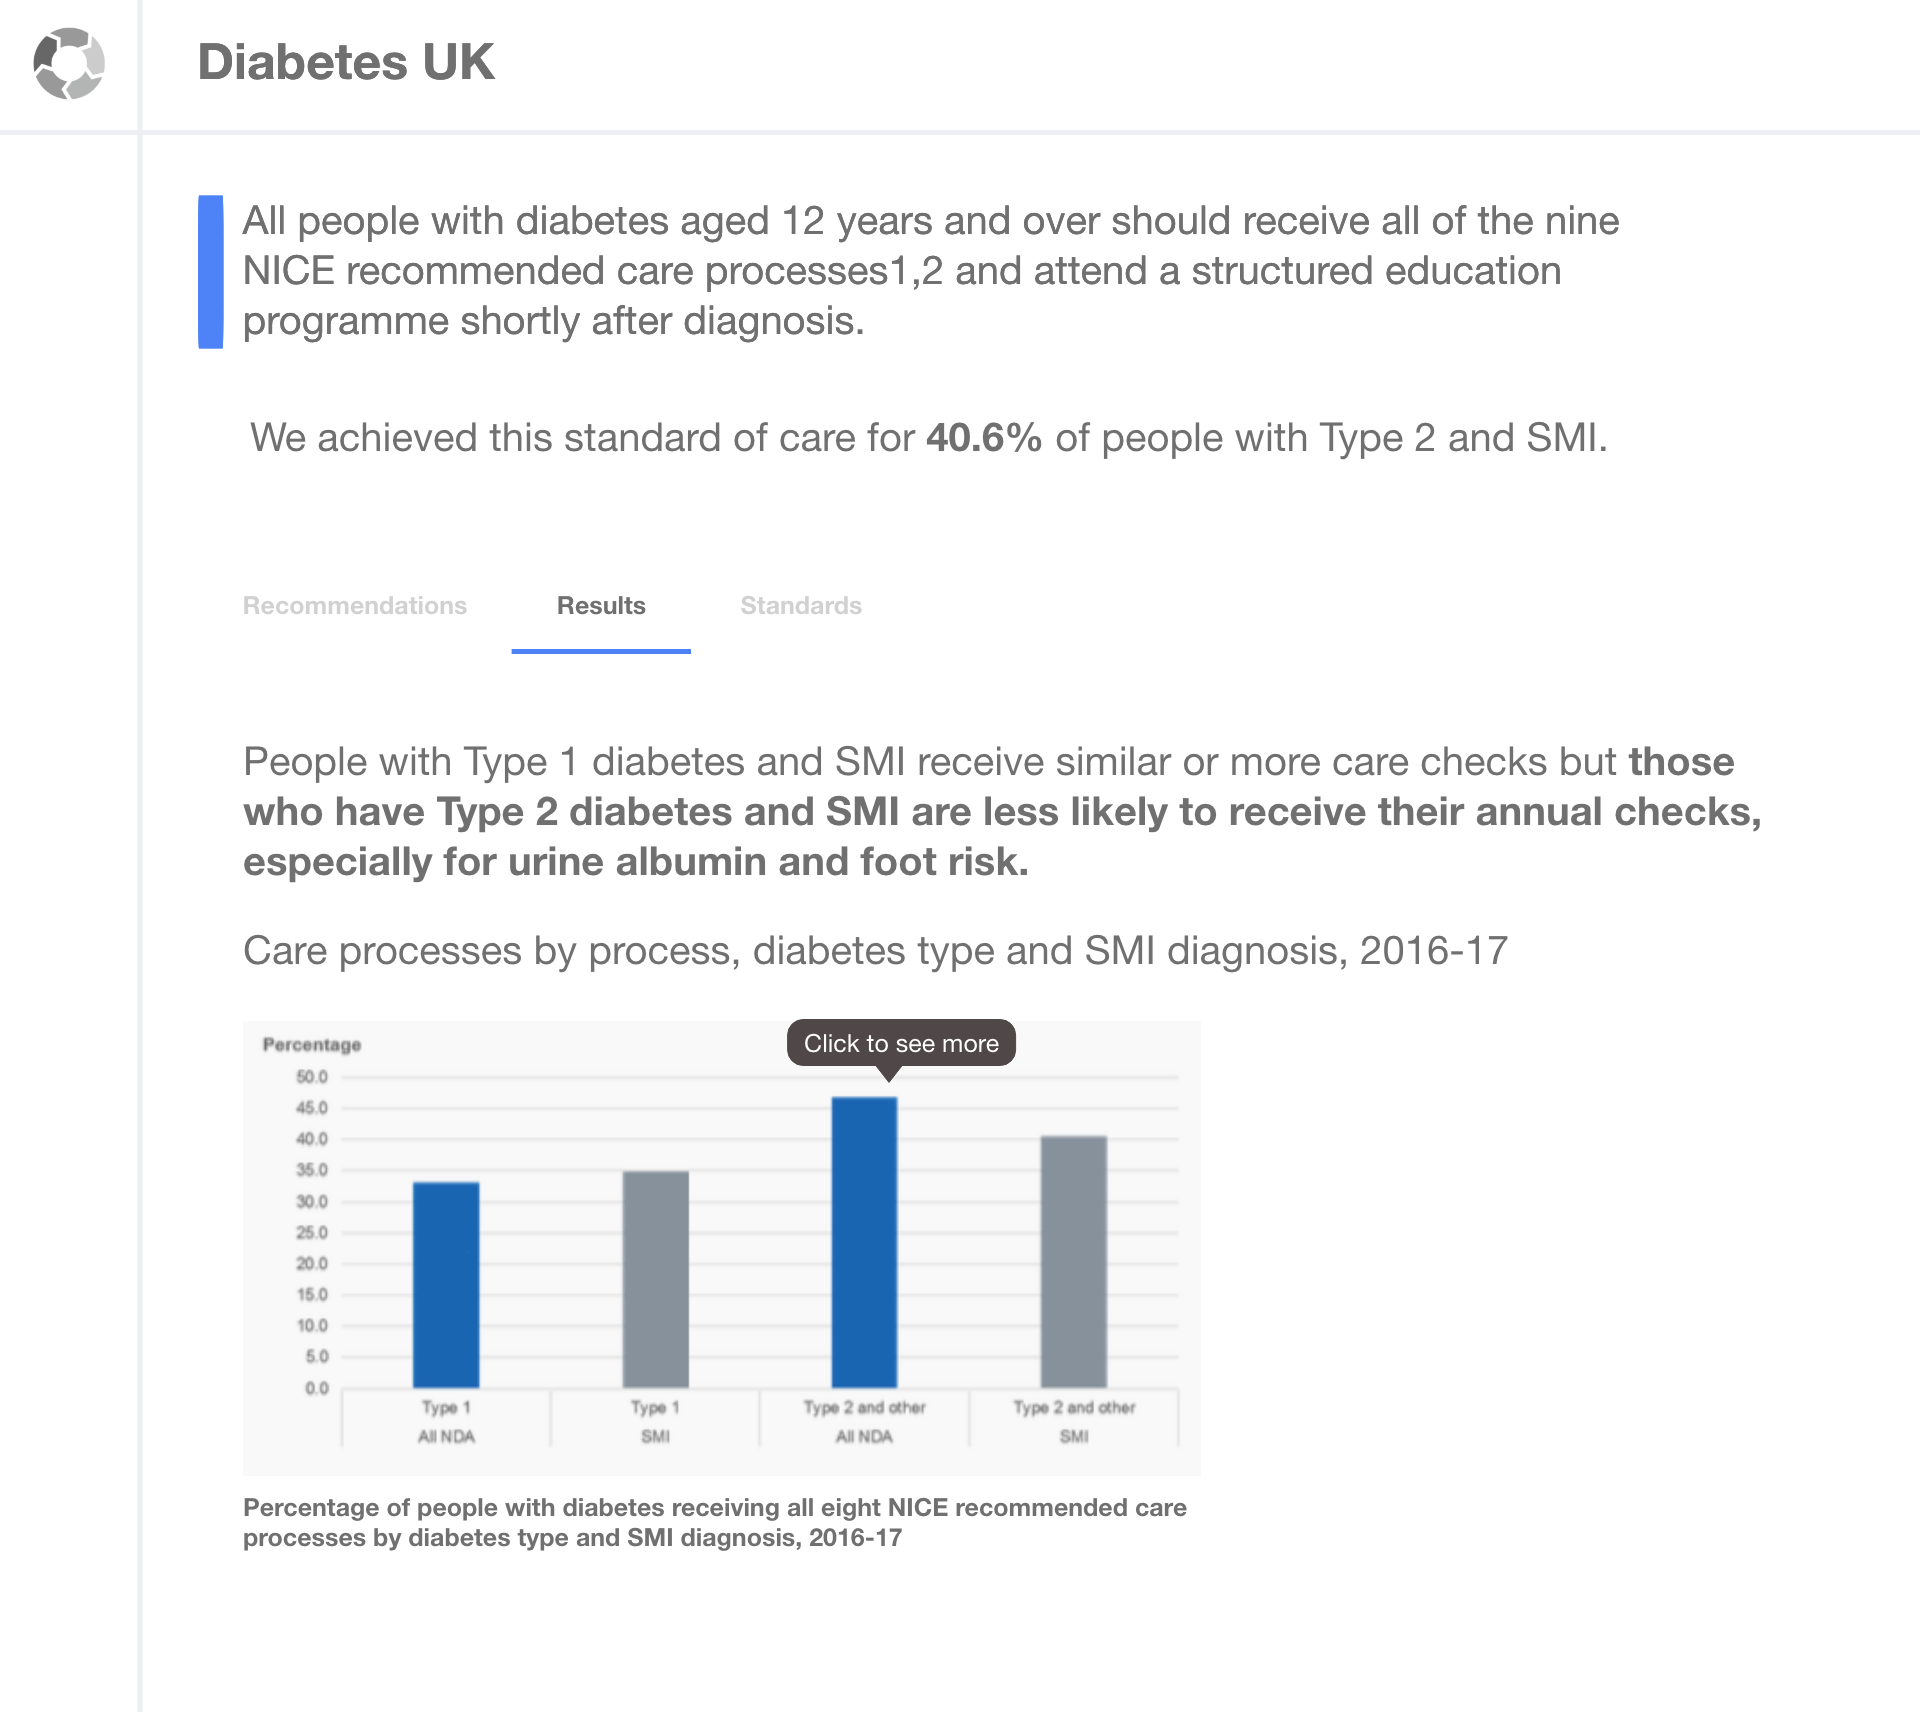 Diabetes UK
All people with diabetes aged 12 years and over should receive all of the nine
NICE recommended care processes1,2 and attend a structured education
programme shortly after diagnosis.
We achieved this standard of care for 40.6% of people with Type 2 and SMI.
Recommendations Results Standards
People with Type 1 diabetes and SMI receive similar or more care checks but those
who have Type 2 diabetes and SMI are less likely to receive their annual checks,
especially for urine albumin and foot risk.
Care processes by process, diabetes type and SMI diagnosis, 2016-17
Percentage
Click to see more
50.0
45.0
40.0
35.0
30.0
25.0
20.0
15.0
10.0
5.0
0.0
Type 1 Type 1 Type 2 and other Type 2 and other
All NDA SMI All NDA SMI
Percentage of people with diabetes receiving all eight NICE recommended care
processes by diabetes type and SMI diagnosis, 2016-17